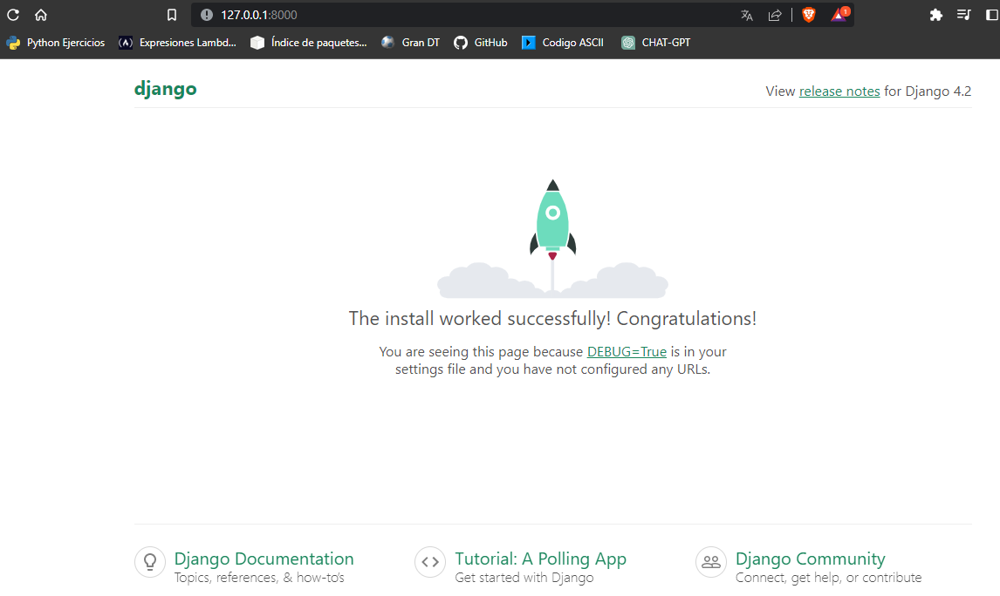 127.0.0.1:8000
1
Python Ejercicios
Expresiones Lambd...
Índice de paquetes...
Gran DT
GitHub
Codigo ASCII
CHAT-GPT
django
View release notes for Django 4.2
The install worked successfully! Congratulations!
You are seeing this page because DEBUG=True is in your
settings file and you have not configured any URLs.
Django Documentation
Topics, references, & how-to's
Tutorial: A Polling App
Get started with Django
Django Community
Connect, get help, or contribute